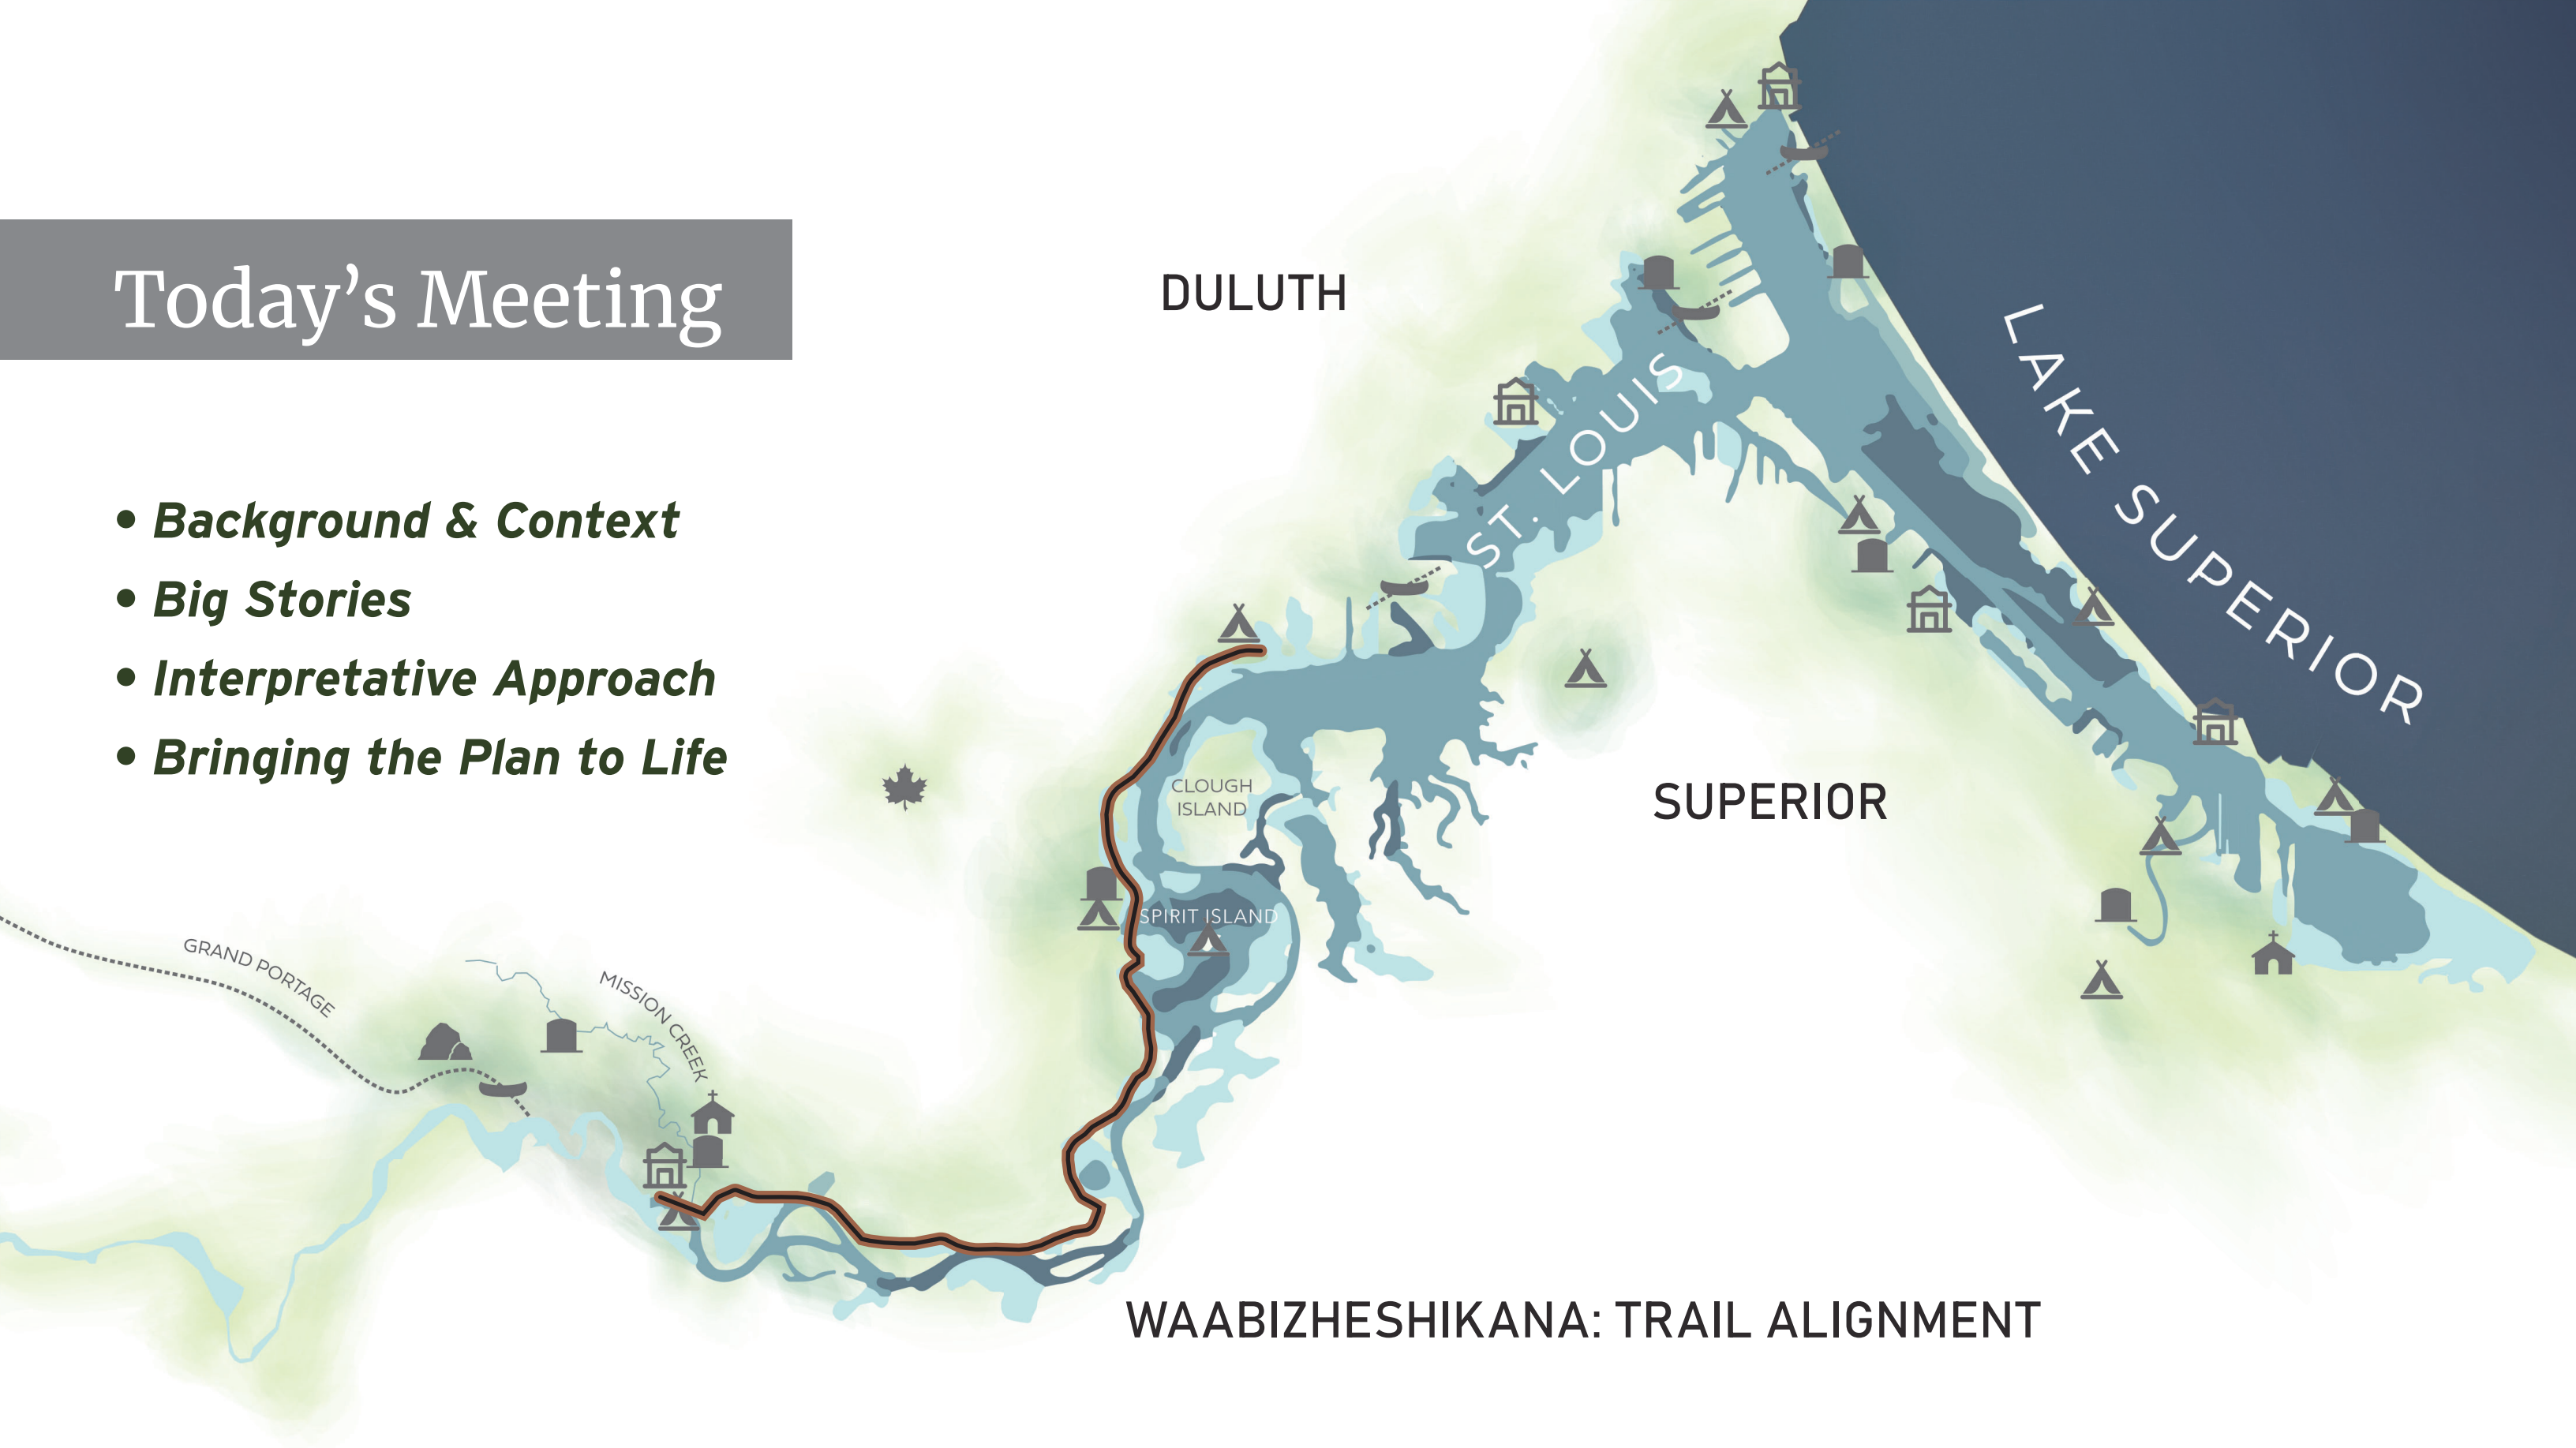 Today’s Meeting
• Background & Context
• Big Stories
• Interpretative Approach
• Bringing the Plan to Life
DULUTH
ST. LOUIS
LAKE SUPERIOR
SUPERIOR
CLOUGH
ISLAND
SPIRIT ISLAND
GRAND PORTAGE
MISSION CREEK
WAABIZHESHIKANA: TRAIL ALIGNMENT